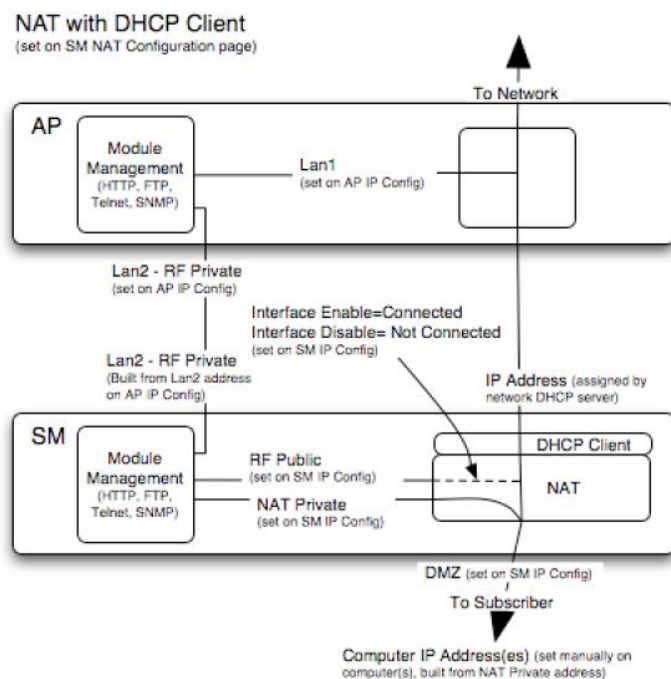 NAT with DHCP Client
(set on SM NAT Configuration page)
To Network
AP
Module
Management
(HTTP, FTP,
Telnet, SNMP)
Lan1
(set on AP IP Config)
Lan2 - RF Private
(set on AP IP Config)
Interface Enable=Connected
Interface Disable= Not Connected
(set on SM IP Config)
Lan2 - RF Private
(Built from Lan2 address
on AP IP Config)
IP Address (assigned by
network DHCP server)
SM
Module
Management
(HTTP, FTP,
Telnet, SNMP)
RF Public
(set on SM IP Config)
NAT Private
(set on SM IP Config)
DHCP Client
NAT
DMZ (set on SM IP Config)
To Subscriber
Computer IP Address(es) (set manually on
computer(s), built from NAT Private address)